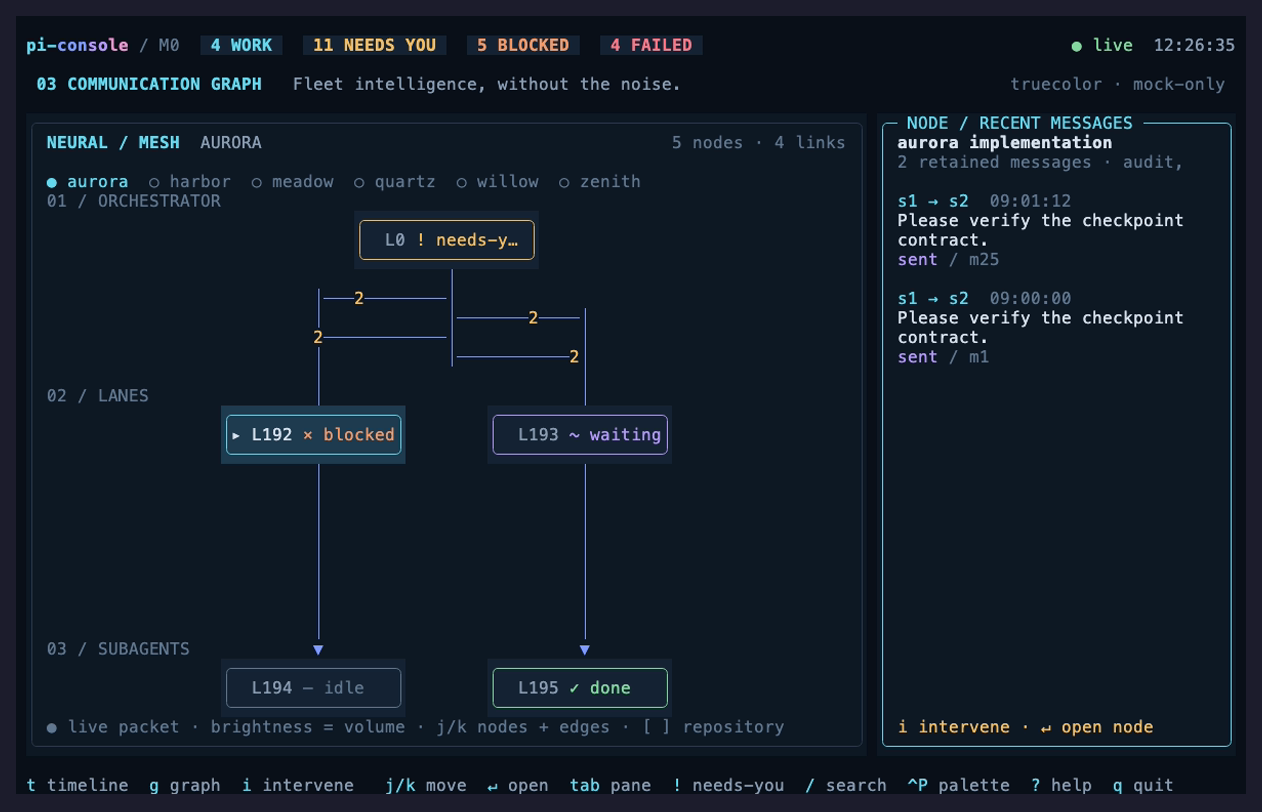 pi-console / M0  4 WORK  11 NEEDS YOU  5 BLOCKED  4 FAILED  ● live  12:26:35
03 COMMUNICATION GRAPH  Fleet intelligence, without the noise.  truecolor · mock-only
NEURAL / MESH  AURORA  5 nodes · 4 links
● aurora  ○ harbor  ○ meadow  ○ quartz  ○ willow  ○ zenith
01 / ORCHESTRATOR
L0 ! needs-y…
2
2
2
2
02 / LANES
▸ L192 × blocked
L193 ~ waiting
03 / SUBAGENTS
L194 — idle
L195 ✓ done
● live packet · brightness = volume · j/k nodes + edges · [ ] repository
NODE / RECENT MESSAGES
aurora implementation
2 retained messages · audit,
s1 → s2  09:01:12
Please verify the checkpoint
contract.
sent / m25
s1 → s2  09:00:00
Please verify the checkpoint
contract.
sent / m1
i intervene · ↵ open node
t timeline  g graph  i intervene  j/k move  ↵ open  tab pane  ! needs-you  / search  ^P palette  ? help  q quit